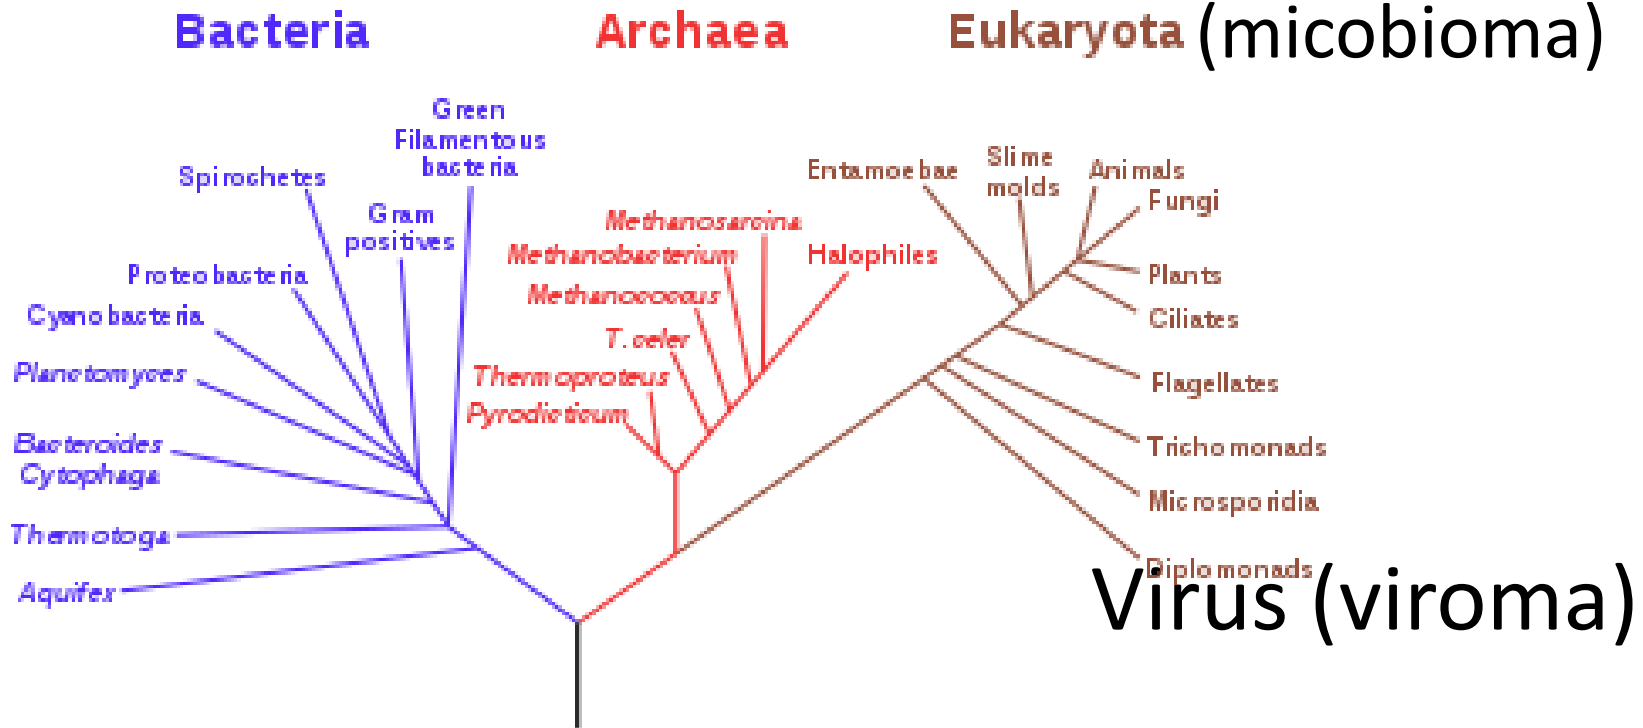 Bacteria
Archaea
Eukaryota (micobioma)
Green
Filamentous
bacteria
Spirochetes
Gram
positives
Proteobacteria
Cyanobacteria
Planctomyces
Bacteroides
Cytophaga
Thermotoga
Aquifex
Methanosarcina
Methanobacterium
Halophiles
Methanococcus
T. celer
Thermoproteus
Pyrodicticum
Entamoebae
Slime
molds
Animals
Fungi
Plants
Ciliates
Flagellates
Trichomonads
Microsporidia
Diplomonads
Virus (viroma)